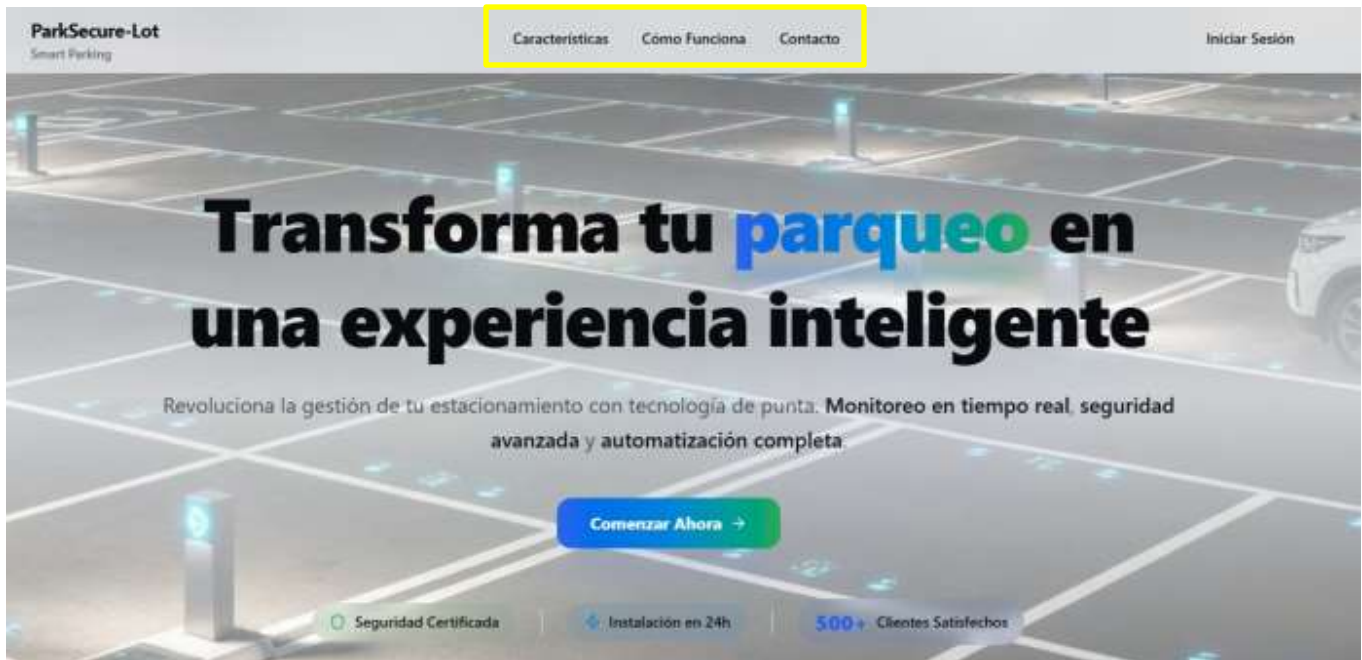 ParkSecure-Lot
Smart Parking
Características Cómo Funciona Contacto
Iniciar Sesión
Transforma tu parqueo en
una experiencia inteligente
Revoluciona la gestión de tu estacionamiento con tecnología de punta. Monitoreo en tiempo real, seguridad
avanzada y automatización completa.
Comenzar Ahora →
Seguridad Certificada
Instalación en 24h
500+ Clientes Satisfechos